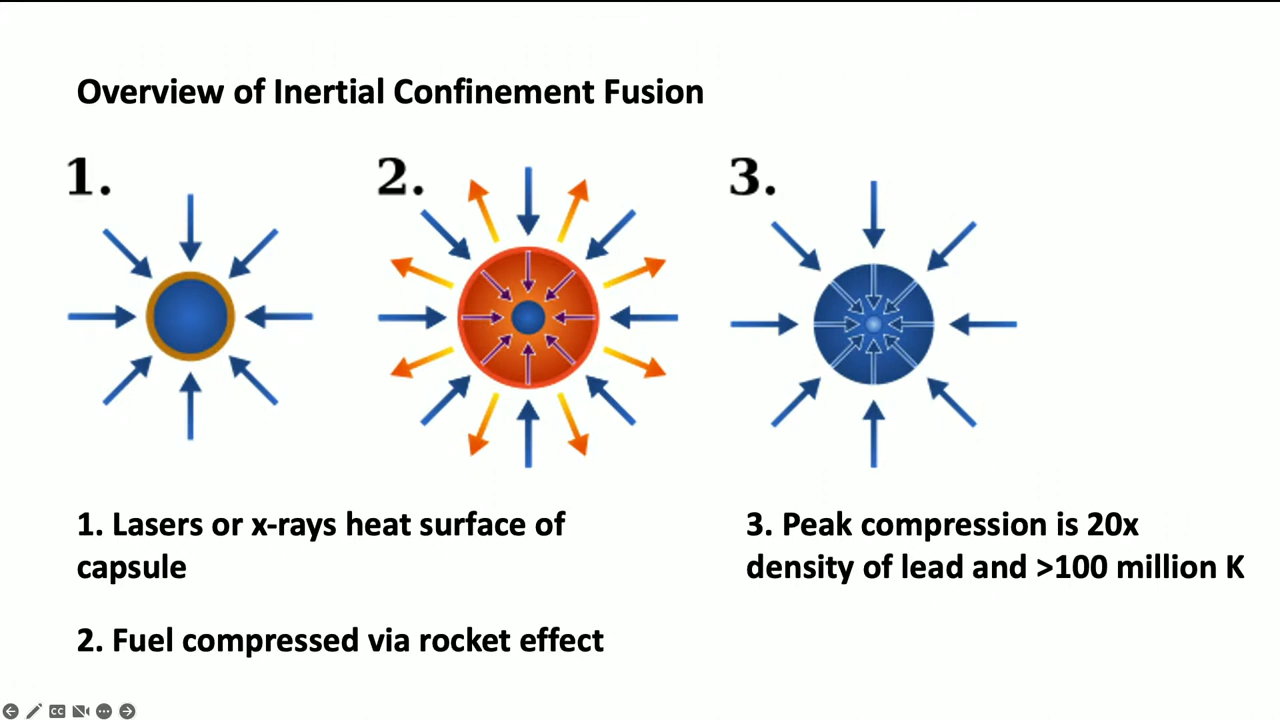 Overview of Inertial Confinement Fusion
1.
2.
3.
1. Lasers or x-rays heat surface of
capsule
2. Fuel compressed via rocket effect
3. Peak compression is 20x
density of lead and >100 million K
CC